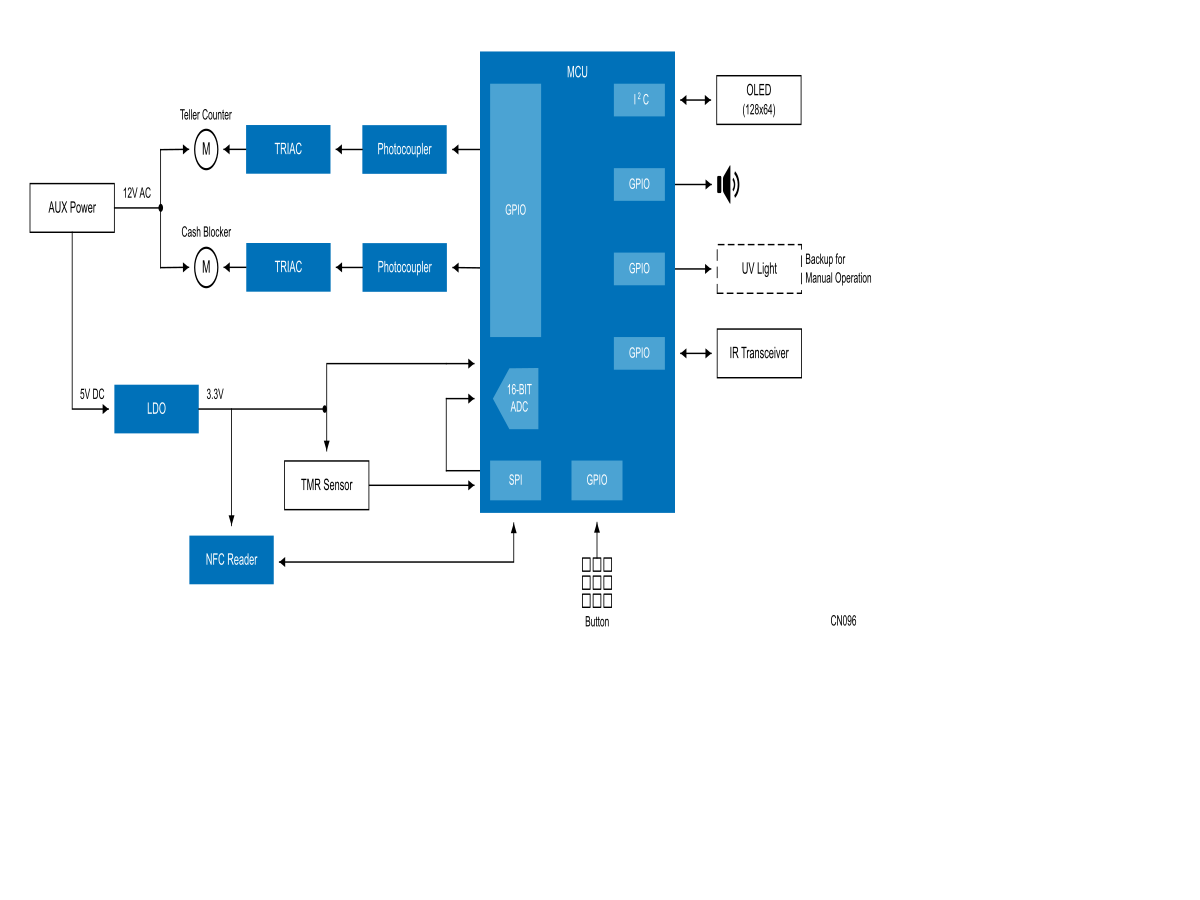 MCU
I²C
OLED
(128x64)
Teller Counter
M
TRIAC
Photocoupler
GPIO
GPIO
12V AC
AUX Power
Cash Blocker
M
TRIAC
Photocoupler
GPIO
UV Light
Backup for
Manual Operation
GPIO
IR Transceiver
5V DC
LDO
3.3V
16-BIT
ADC
TMR Sensor
SPI
GPIO
NFC Reader
Button
CN096